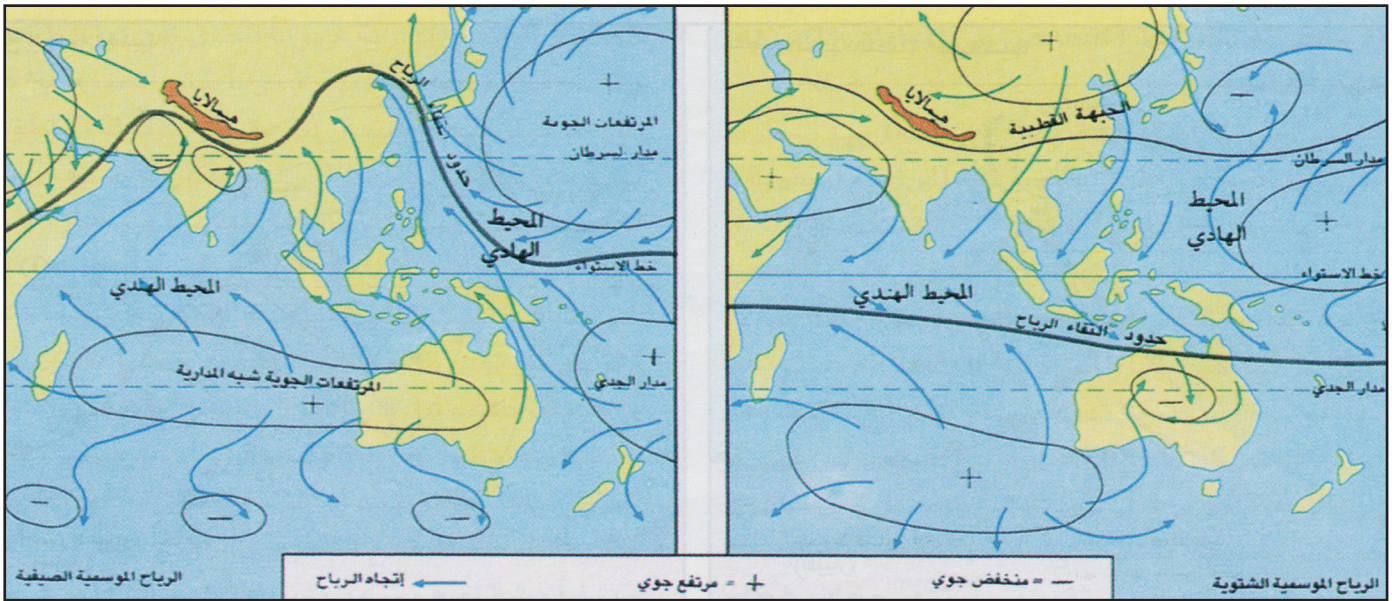 همالايا
الجبهة القطبية
مدار السرطان
المحيط
الهادي
خط الاستواء
المحيط الهندي
حدود التقاء الرياح
مدار الجدي
الرياح الموسمية الشتوية
همالايا
حدود التقاء الرياح
المرتفعات الجوية
مدار السرطان
المحيط
الهادي
خط الاستواء
المحيط الهندي
المرتفعات الجوية شبه المدارية
مدار الجدي
الرياح الموسمية الصيفية
— =منخفض جوي
+ = مرتفع جوي
إتجاه الرياح